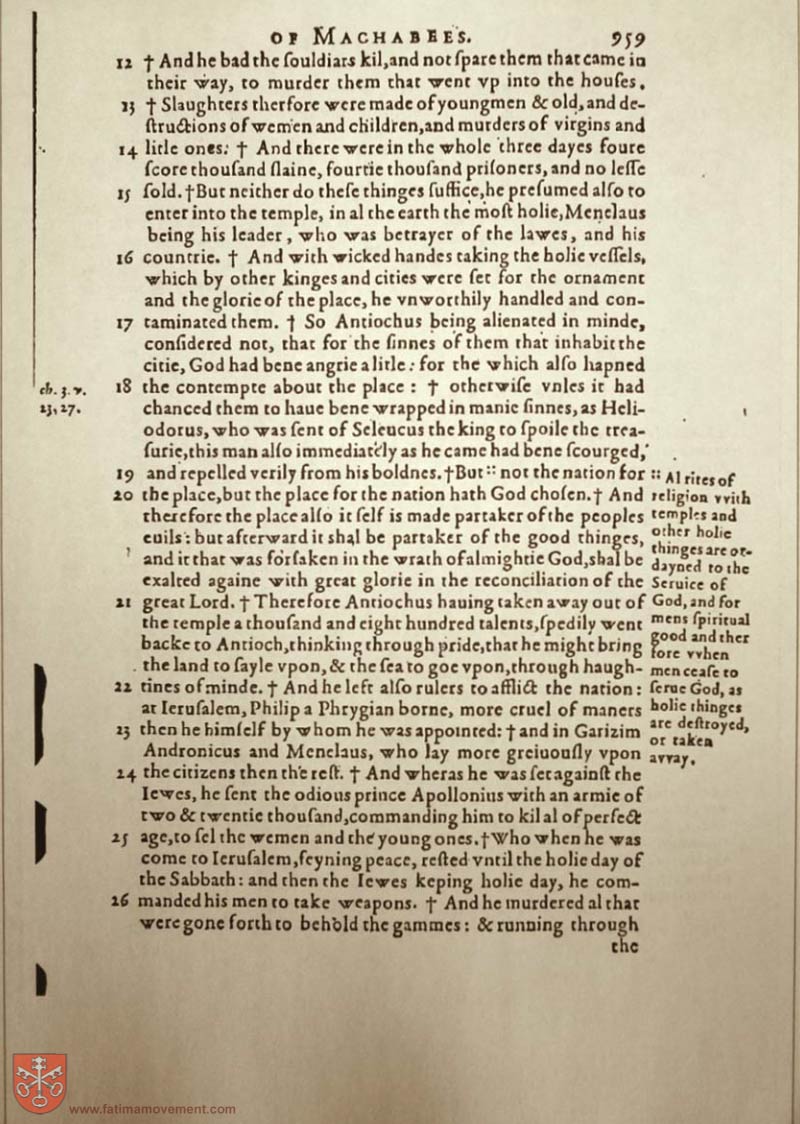 OF MACHABEES. 959
12 † And he bad the ſouldiars kil, and not ſpare them that came in
their way, to murder them that went vp into the houſes.
13 † Slaughters therfore were made of youngmen & old, and de-
ſtructions of wemen and children, and murders of virgins and
14 litle ones: † And there were in the whole three dayes foure
ſcore thouſand ſlaine, fourtie thouſand priſoners, and no leſſe
15 ſold. † But neither do theſe thinges ſuffice, he preſumed alſo to
enter into the temple, in al the earth the moſt holie, Menelaus
being his leader, who was betrayer of the lawes, and his
16 countrie. † And with wicked handes taking the holie veſſels,
which by other kinges and cities were ſet for the ornament
and the glorie of the place, he vnworthily handled and con-
17 taminated them. † So Antiochus being alienated in minde,
conſidered not, that for the ſinnes of them that inhabit the
citie, God had bene angrie a litle: for the which alſo hapned
ch. 3. v.
23, 27.
18 the contempte about the place: † otherwiſe vnles it had
chanced them to haue bene wrapped in manie ſinnes, as Heli-
odorus, who was ſent of Seleucus the king to ſpoile the trea-
ſurie, this man alſo immediatẻly as he came had bene ſcourged,
19 and repelled verily from his boldnes. † But :: not the nation for
20 the place, but the place for the nation hath God choſen. † And
therefore the place alſo it ſelf is made partaker of the peoples
euils: but afterward it shal be partaker of the good thinges,
and it that was forſaken in the wrath of almightie God, shal be
exalted againe with great glorie in the reconciliation of the
21 great Lord. † Therefore Antiochus hauing taken away out of
the temple a thouſand and eight hundred talents, ſpedily went
backe to Antioch, thinking through pride, that he might bring
the land to ſayle vpon, & the ſea to goe vpon, through haugh-
22 tines of minde. † And he left alſo rulers to afflict the nation:
at Ieruſalem, Philip a Phrygian borne, more cruel of maners
23 then he himſelf by whom he was appointed: † and in Garizim
Andronicus and Menelaus, who lay more greiuouſly vpon
24 the citizens then the reſt. † And wheras he was ſet againſt the
Iewes, he ſent the odious prince Apollonius with an armie of
two & twentie thouſand, commanding him to kil al of perfect
25 age, to ſel the wemen and the young ones. † Who when he was
come to Ieruſalem, feyning peace, reſted vntil the holie day of
the Sabbath: and then the Iewes keping holie day, he com-
26 manded his men to take weapons. † And he murdered al that
were gone forth to behold the gammes: & running through
the
:: Al rites of
religion vvith
temples and
other holie
thinges are or-
dayned to the
Seruice of
God, and for
mens ſpiritual
good and ther
fore vvhen
men ceaſe to
ſerue God, as
holie thinges
are deſtroyed,
or taken
avvay.
www.fatimamovement.com